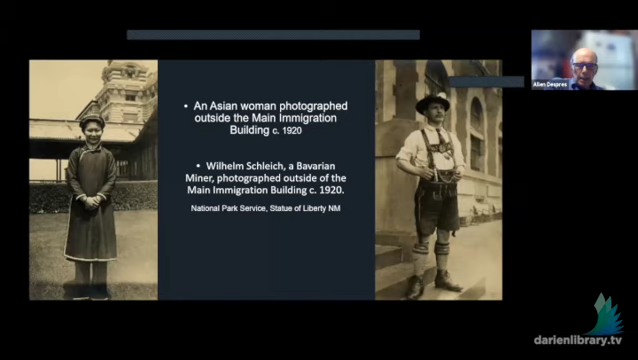 • An Asian woman photographed
outside the Main Immigration
Building c. 1920
• Wilhelm Schleich, a Bavarian
Miner, photographed outside of the
Main Immigration Building c. 1920.
National Park Service, Statue of Liberty NM
Allen Despres
darienlibrary.tv